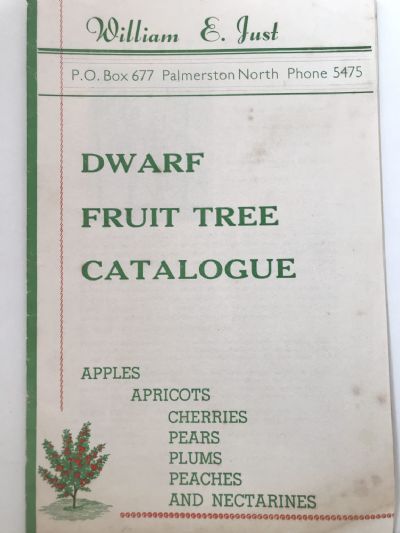 William E. Just
P.O. Box 677 Palmerston North Phone 5475
DWARF
FRUIT TREE
CATALOGUE
APPLES
APRICOTS
CHERRIES
PEARS
PLUMS
PEACHES
AND NECTARINES